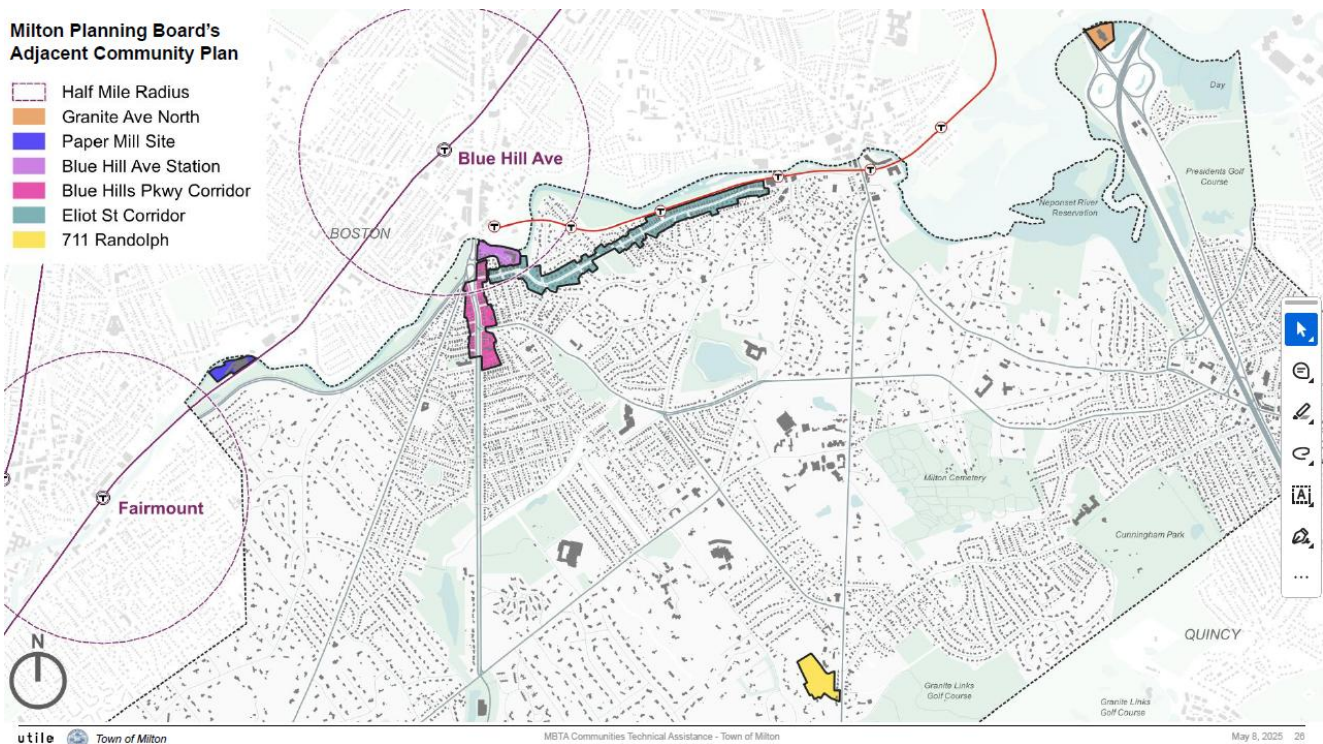 Milton Planning Board's
Adjacent Community Plan
Half Mile Radius
Granite Ave North
Paper Mill Site
Blue Hill Ave Station
Blue Hills Pkwy Corridor
Eliot St Corridor
711 Randolph
T
Blue Hill Ave
BOSTON
T
T
T
T
T
T
Day
Presidents Golf
Course
Neponset River
Reservation
T
Fairmount
Milton Cemetery
Cunningham Park
QUINCY
Granite Links
Golf Course
Granite Links
Golf Course
N
A
utile
Town of Milton
MBTA Communities Technical Assistance - Town of Milton
May 8, 2025 26